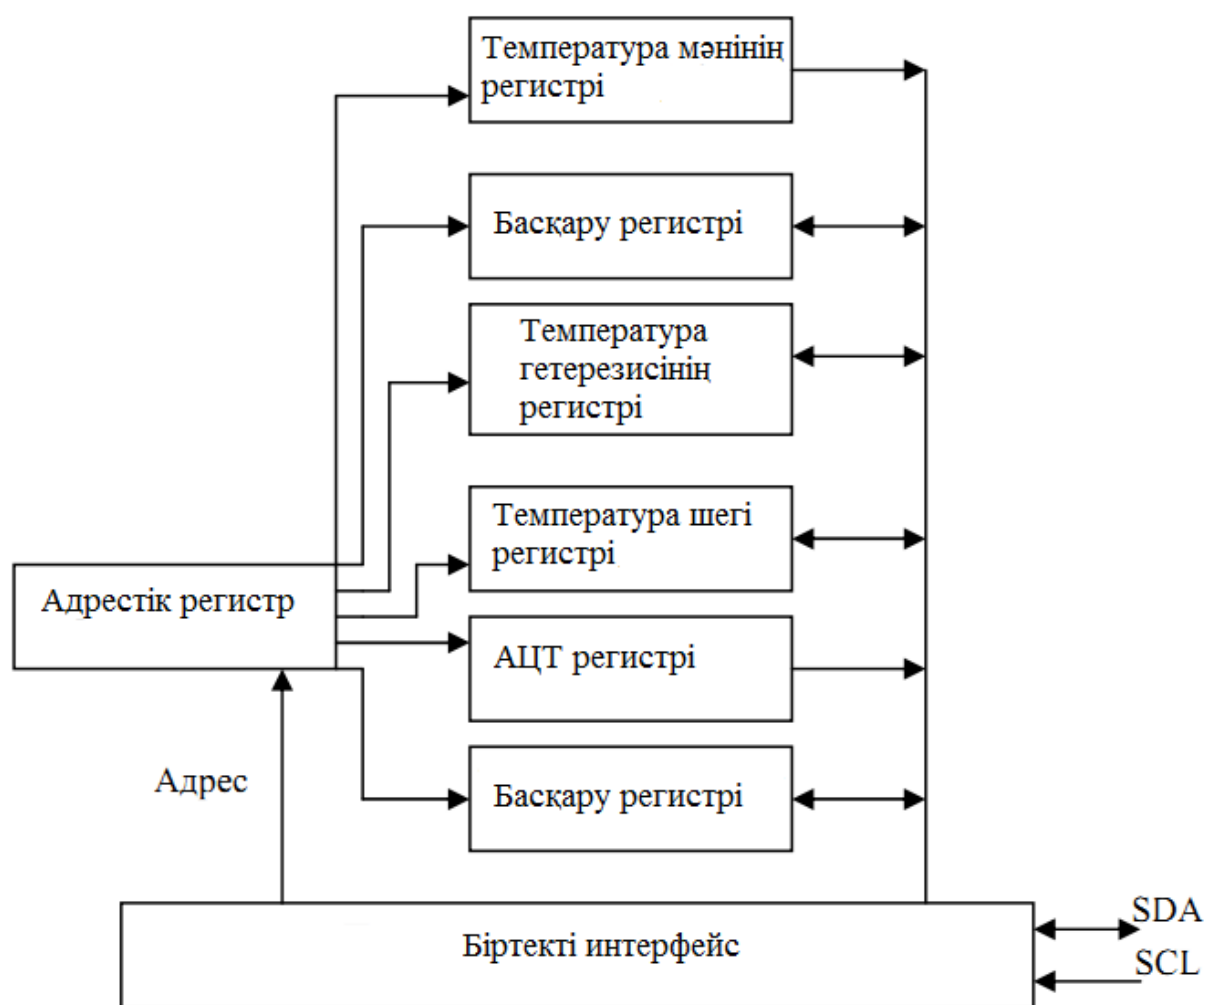 Температура мәнінің
регистрі
Басқару регистрі
Температура
гетерезисінің
регистрі
Температура шегі
регистрі
Адрестік регистр
АЦТ регистрі
Адрес
Басқару регистрі
Біртекті интерфейс
SDA
SCL